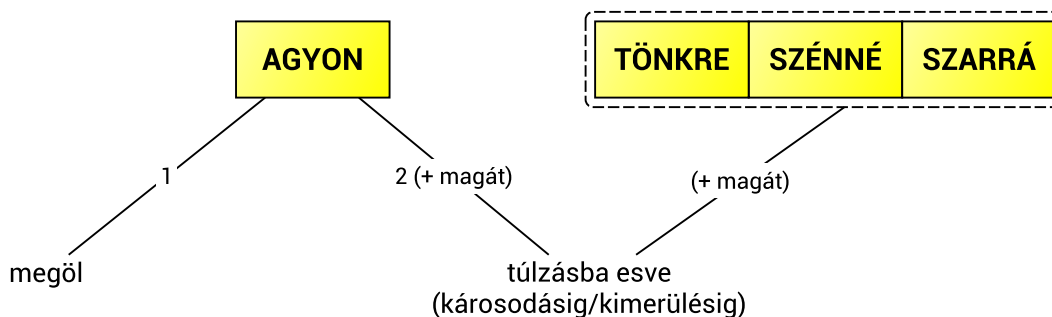 AGYON
TÖNKRE SZÉNNÉ SZARRÁ
1
2 (+ magát)
(+ magát)
megöl
túlzásba esve
(károsodásig/kimerülésig)